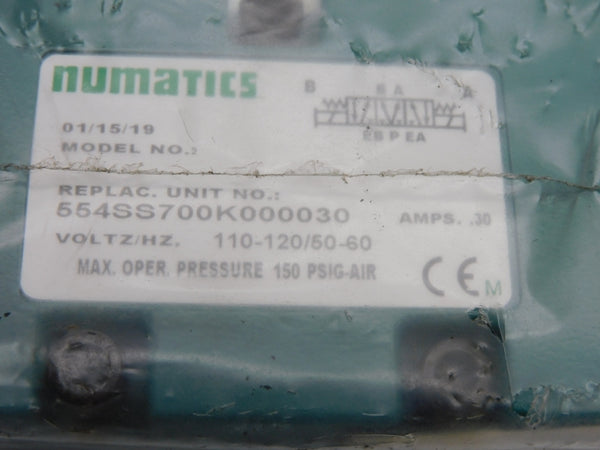 numatics
B B A A
01/15/19
EB P EA
MODEL NO.:
REPLAC. UNIT NO.:
554SS700K000030 AMPS. .30
VOLTZ/HZ. 110-120/50-60
MAX. OPER. PRESSURE 150 PSIG-AIR
CE M